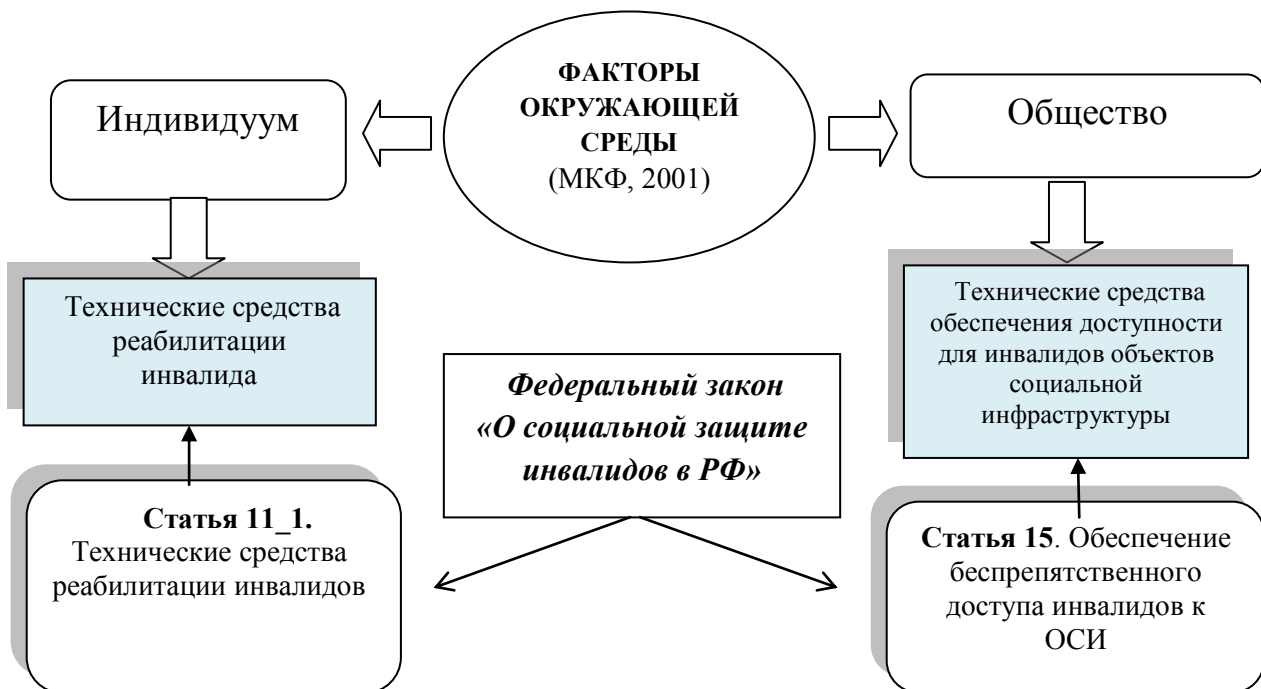 ФАКТОРЫ
ОКРУЖАЮЩЕЙ
СРЕДЫ
(МКФ, 2001)
Индивидуум
Общество
Технические средства
реабилитации
инвалида
Технические средства
обеспечения доступности
для инвалидов объектов
социальной
инфраструктуры
Федеральный закон
«О социальной защите
инвалидов в РФ»
Статья 11_1.
Технические средства
реабилитации инвалидов
Статья 15. Обеспечение
беспрепятственного
доступа инвалидов к
ОСИ